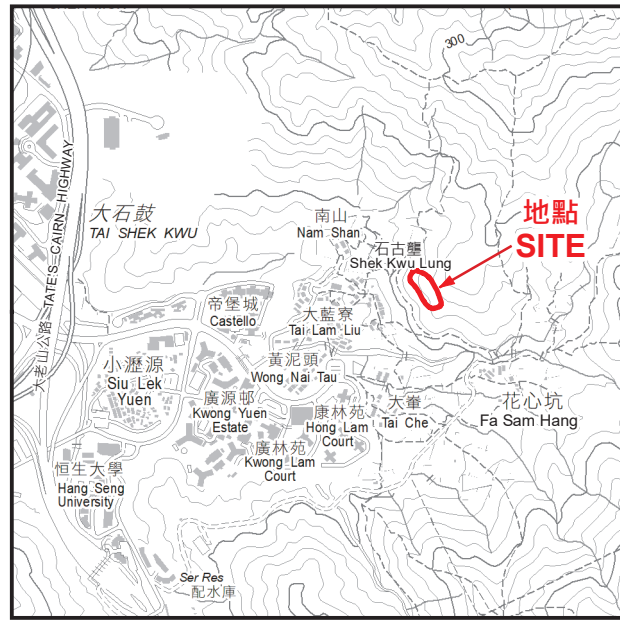 300
大石鼓
TAI SHEK KWU
大老山公路 TATE'S CAIRN HIGHWAY
南山
Nam Shan
石古壟
Shek Kwu Lung
地點
SITE
帝堡城
Castello
大藍寮
Tai Lam Liu
小瀝源
Siu Lek
Yuen
黃泥頭
Wong Nai Tau
廣源邨
Kwong Yuen
Estate
康林苑
Hong Lam
Court
大輋
Tai Che
花心坑
Fa Sam Hang
廣林苑
Kwong Lam
Court
恒生大學
Hang Seng
University
Ser Res
配水庫